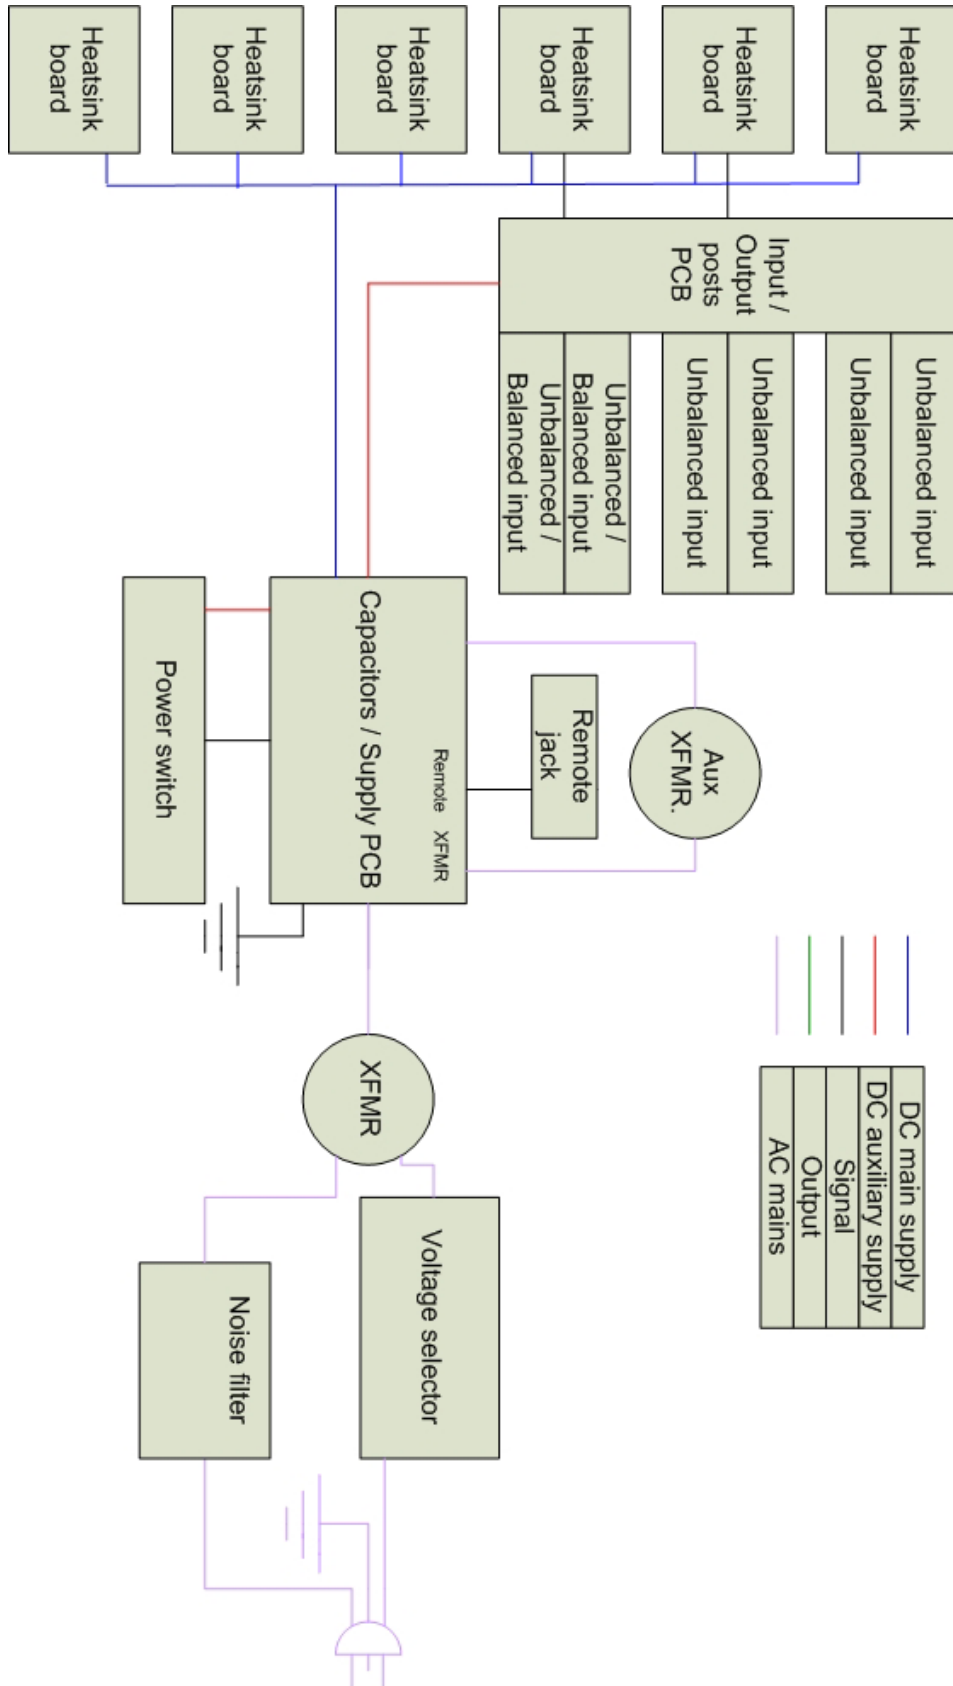 Heatsink
board
Heatsink
board
Heatsink
board
Heatsink
board
Heatsink
board
Heatsink
board
Input /
Output
posts
PCB
Unbalanced input
Unbalanced input
Unbalanced input
Unbalanced input
Unbalanced /
Balanced input
Unbalanced /
Balanced input
Aux
XFMR.
Remote
jack
Remote XFMR
Capacitors / Supply PCB
Power switch
XFMR
Voltage selector
Noise filter
DC main supply
DC auxiliary supply
Signal
Output
AC mains